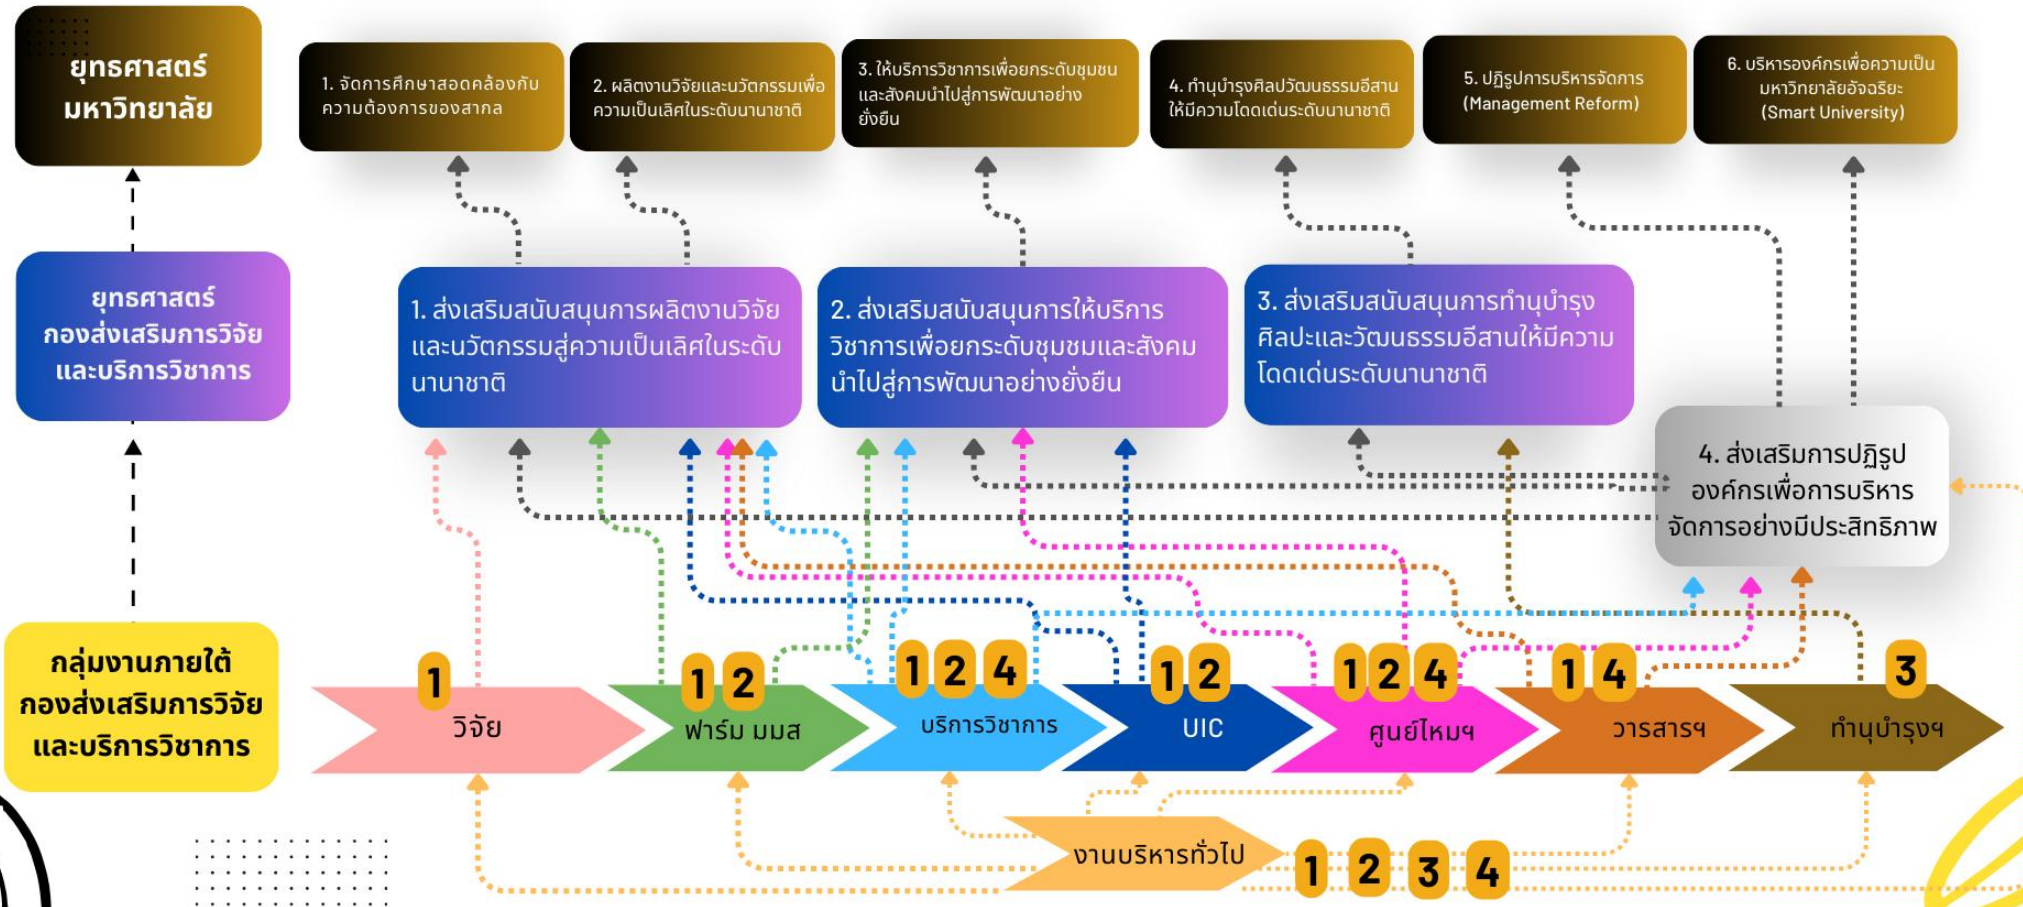 ยุทธศาสตร์
มหาวิทยาลัย
1. จัดการศึกษาสอดคล้องกับ
ความต้องการของสากล
2. ผลิตงานวิจัยและนวัตกรรมเพื่อ
ความเป็นเลิศในระดับนานาชาติ
3. ให้บริการวิชาการเพื่อยกระดับชุมชน
และสังคมนำไปสู่การพัฒนาอย่าง
ยั่งยืน
4. ทำนุบำรุงศิลปวัฒนธรรมอีสาน
ให้มีความโดดเด่นระดับนานาชาติ
5. ปฏิรูปการบริหารจัดการ
(Management Reform)
6. บริหารองค์กรเพื่อความเป็น
มหาวิทยาลัยอัจฉริยะ
(Smart University)
ยุทธศาสตร์
กองส่งเสริมการวิจัย
และบริการวิชาการ
1. ส่งเสริมสนับสนุนการผลิตงานวิจัย
และนวัตกรรมสู่ความเป็นเลิศในระดับ
นานาชาติ
2. ส่งเสริมสนับสนุนการให้บริการ
วิชาการเพื่อยกระดับชุมชมและสังคม
นำไปสู่การพัฒนาอย่างยั่งยืน
3. ส่งเสริมสนับสนุนการทำนุบำรุง
ศิลปะและวัฒนธรรมอีสานให้มีความ
โดดเด่นระดับนานาชาติ
4. ส่งเสริมการปฏิรูป
องค์กรเพื่อการบริหาร
จัดการอย่างมีประสิทธิภาพ
กลุ่มงานภายใต้
กองส่งเสริมการวิจัย
และบริการวิชาการ
1
วิจัย
1 2
ฟาร์ม มมส
1 2 4
บริการวิชาการ
1 2
UIC
1 2 4
ศูนย์ไหมฯ
1 4
วารสารฯ
3
ทำนุบำรุงฯ
งานบริหารทั่วไป
1 2 3 4